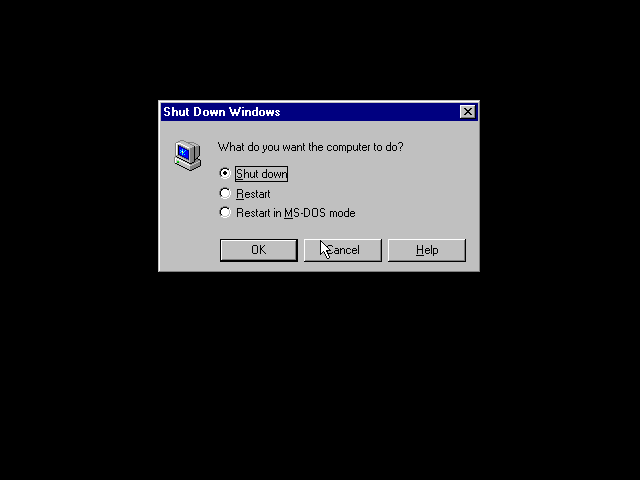 Shut Down Windows
What do you want the computer to do?
Shut down
Restart
Restart in MS-DOS mode
OK Cancel Help